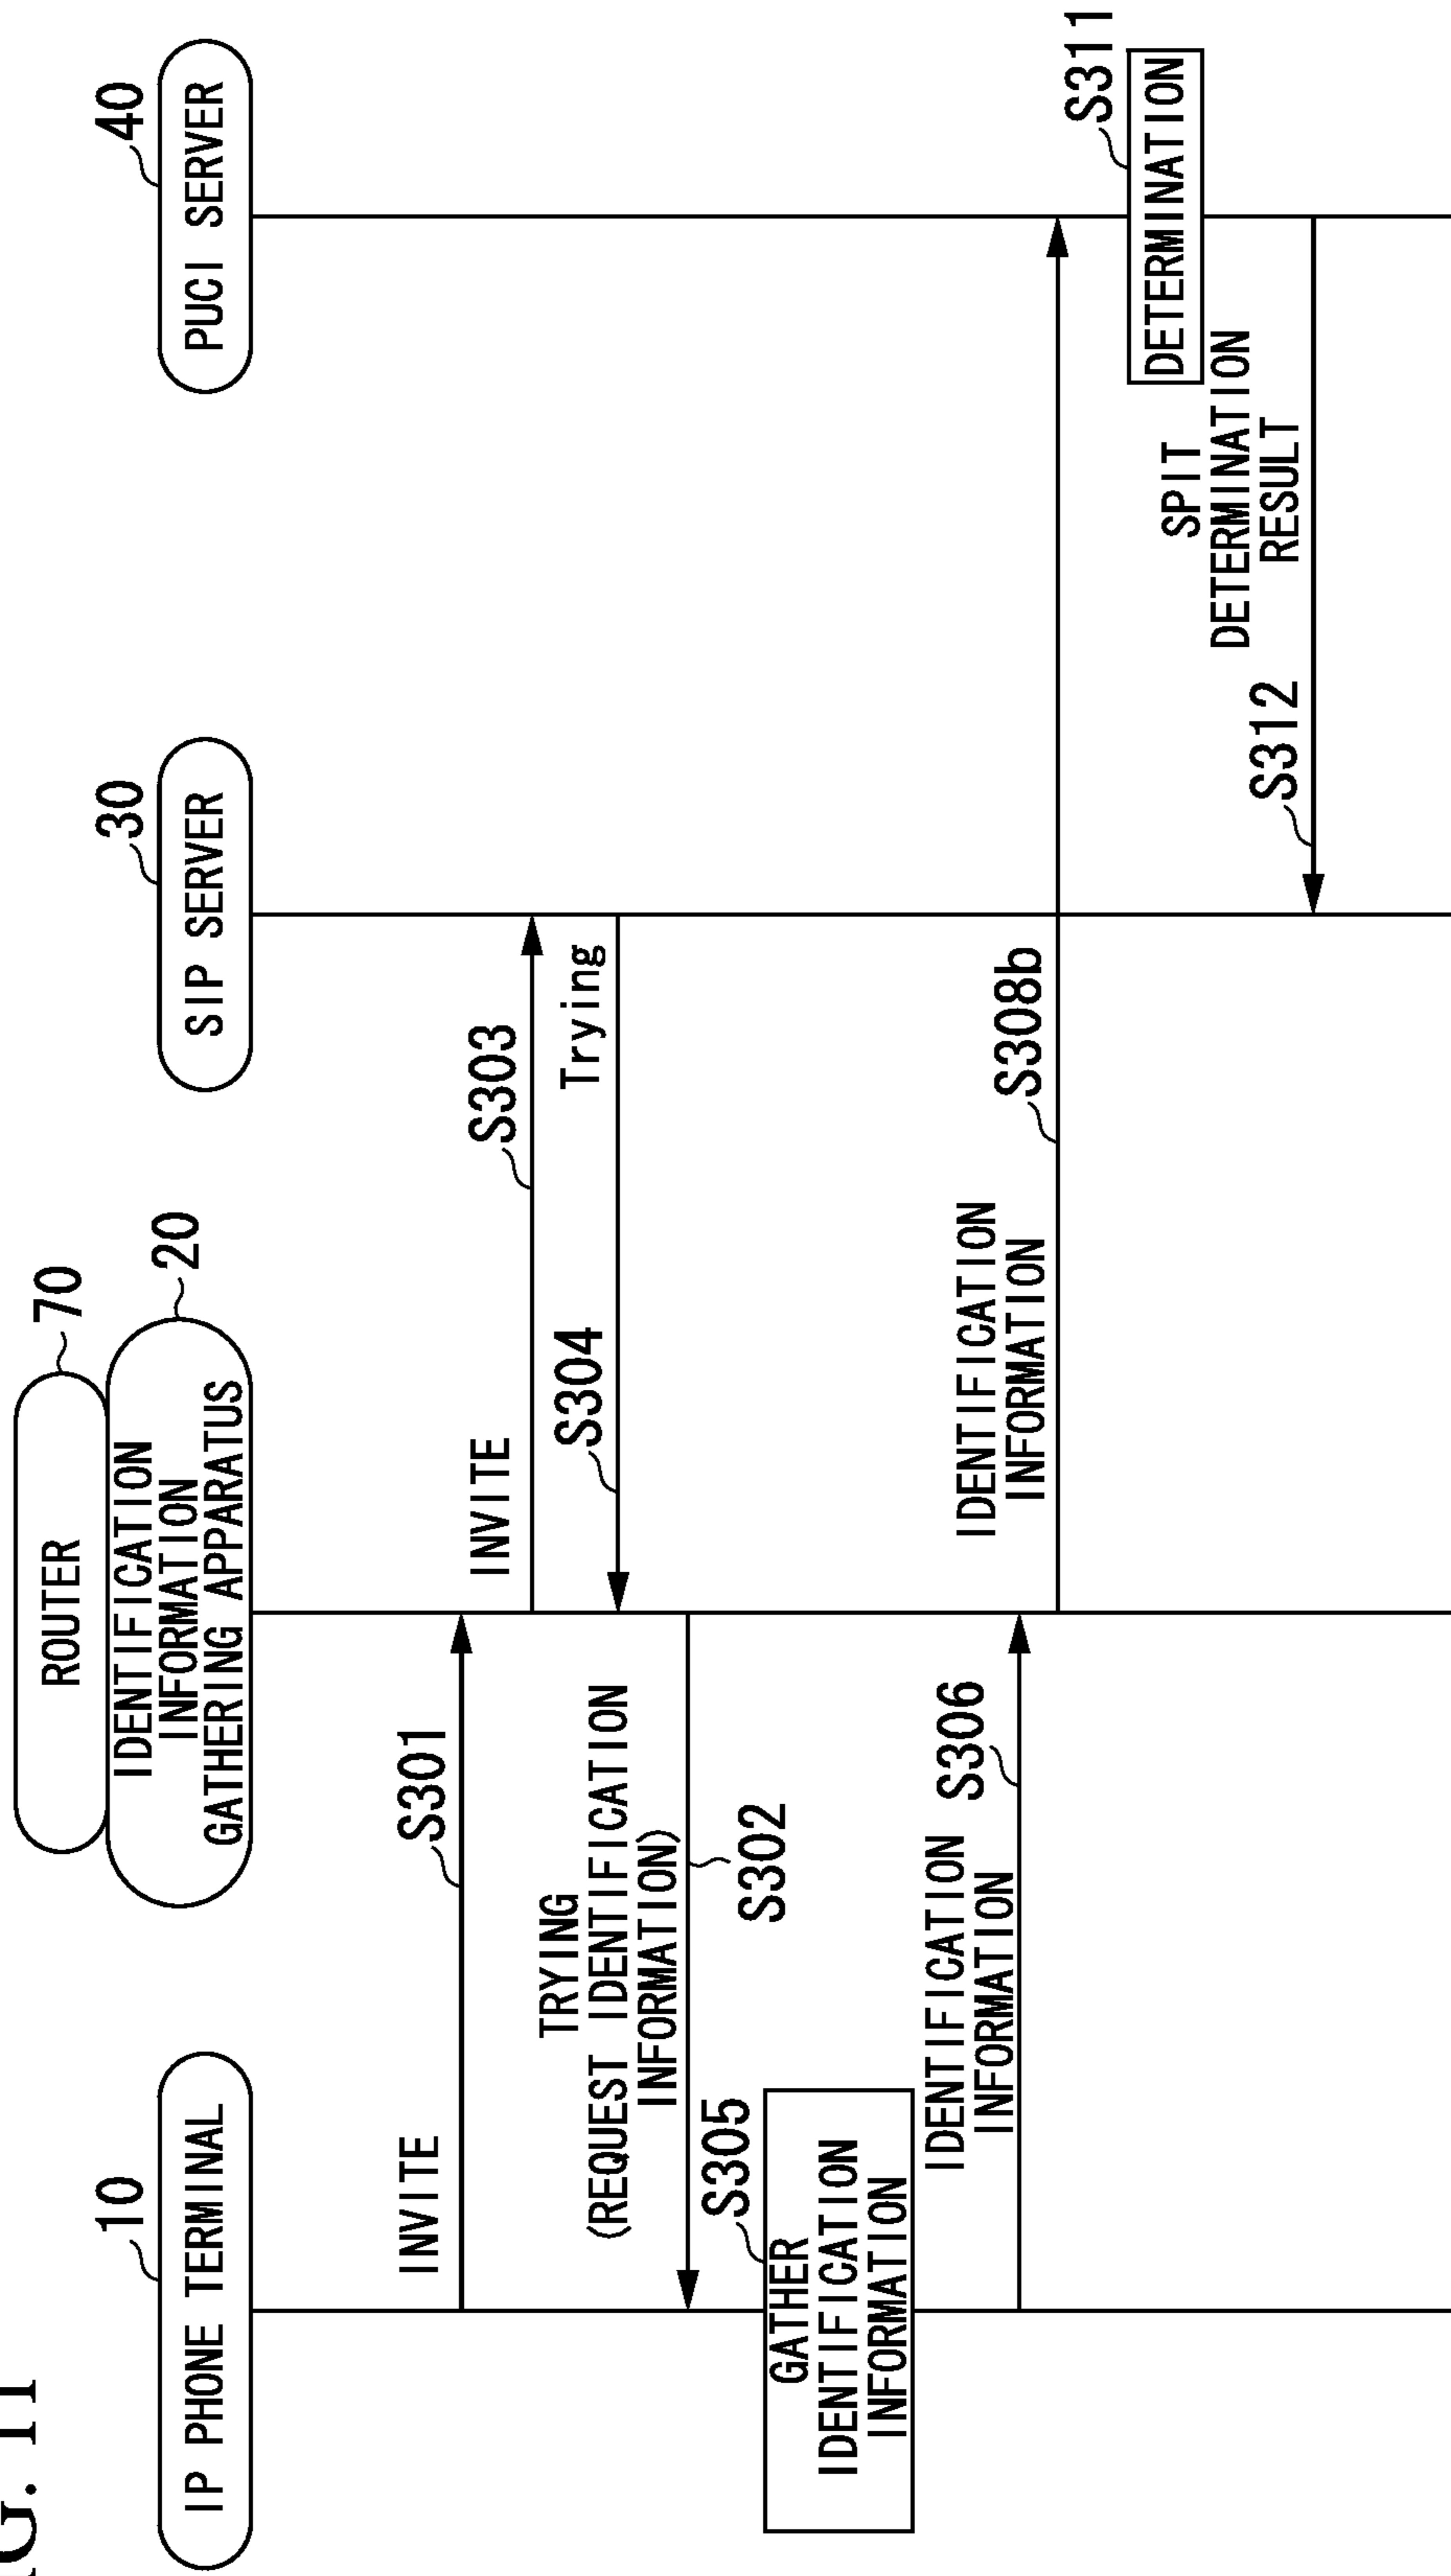 FIG. 11
ROUTER
70
10
IP PHONE TERMINAL
IDENTIFICATION
INFORMATION
GATHERING APPARATUS
20
30
SIP SERVER
40
PUCI SERVER
INVITE
S301
INVITE
S303
TRYING
(REQUEST IDENTIFICATION
INFORMATION)
S302
S304
Trying
S305
GATHER
IDENTIFICATION
INFORMATION
IDENTIFICATION
INFORMATION
S306
IDENTIFICATION
INFORMATION
S308b
S311
DETERMINATION
SPIT
DETERMINATION
RESULT
S312